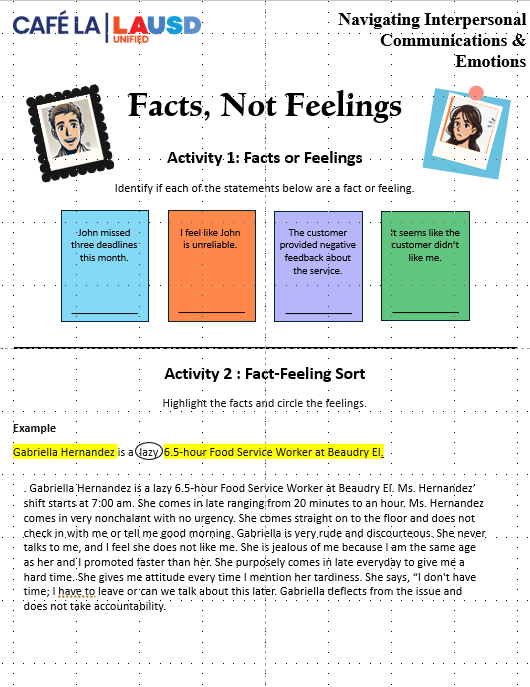 CAFÉ LA LAUSD
UNIFIED
Navigating Interpersonal
Communications &
Emotions
Facts, Not Feelings
Activity 1: Facts or Feelings
Identify if each of the statements below are a fact or feeling.
John missed
three deadlines
this month.
I feel like John
is unreliable.
The customer
provided negative
feedback about
the service.
It seems like the
customer didn't
like me.
Activity 2 : Fact-Feeling Sort
Highlight the facts and circle the feelings.
Example
Gabriella Hernandez is a lazy 6.5-hour Food Service Worker at Beaudry El.
. Gabriella Hernandez is a lazy 6.5-hour Food Service Worker at Beaudry El. Ms. Hernandez'
shift starts at 7:00 am. She comes in late ranging from 20 minutes to an hour. Ms. Hernandez
comes in very nonchalant with no urgency. She comes straight on to the floor and does not
check in with me or tell me good morning. Gabriella is very rude and discourteous. She never
talks to me, and I feel she does not like me. She is jealous of me because I am the same age
as her and I promoted faster than her. She purposely comes in late everyday to give me a
hard time. She gives me attitude every time I mention her tardiness. She says, “I don't have
time; I have to leave or can we talk about this later. Gabriella deflects from the issue and
does not take accountability.